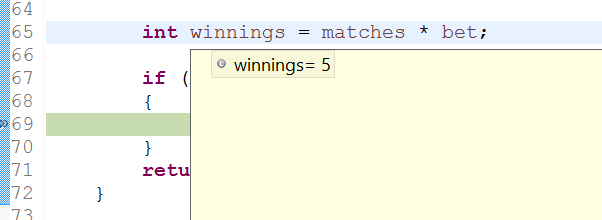 64
65 int winnings = matches * bet;
66
winnings= 5
67 if (
68 {
69
70 }
71 retu
72 }
73